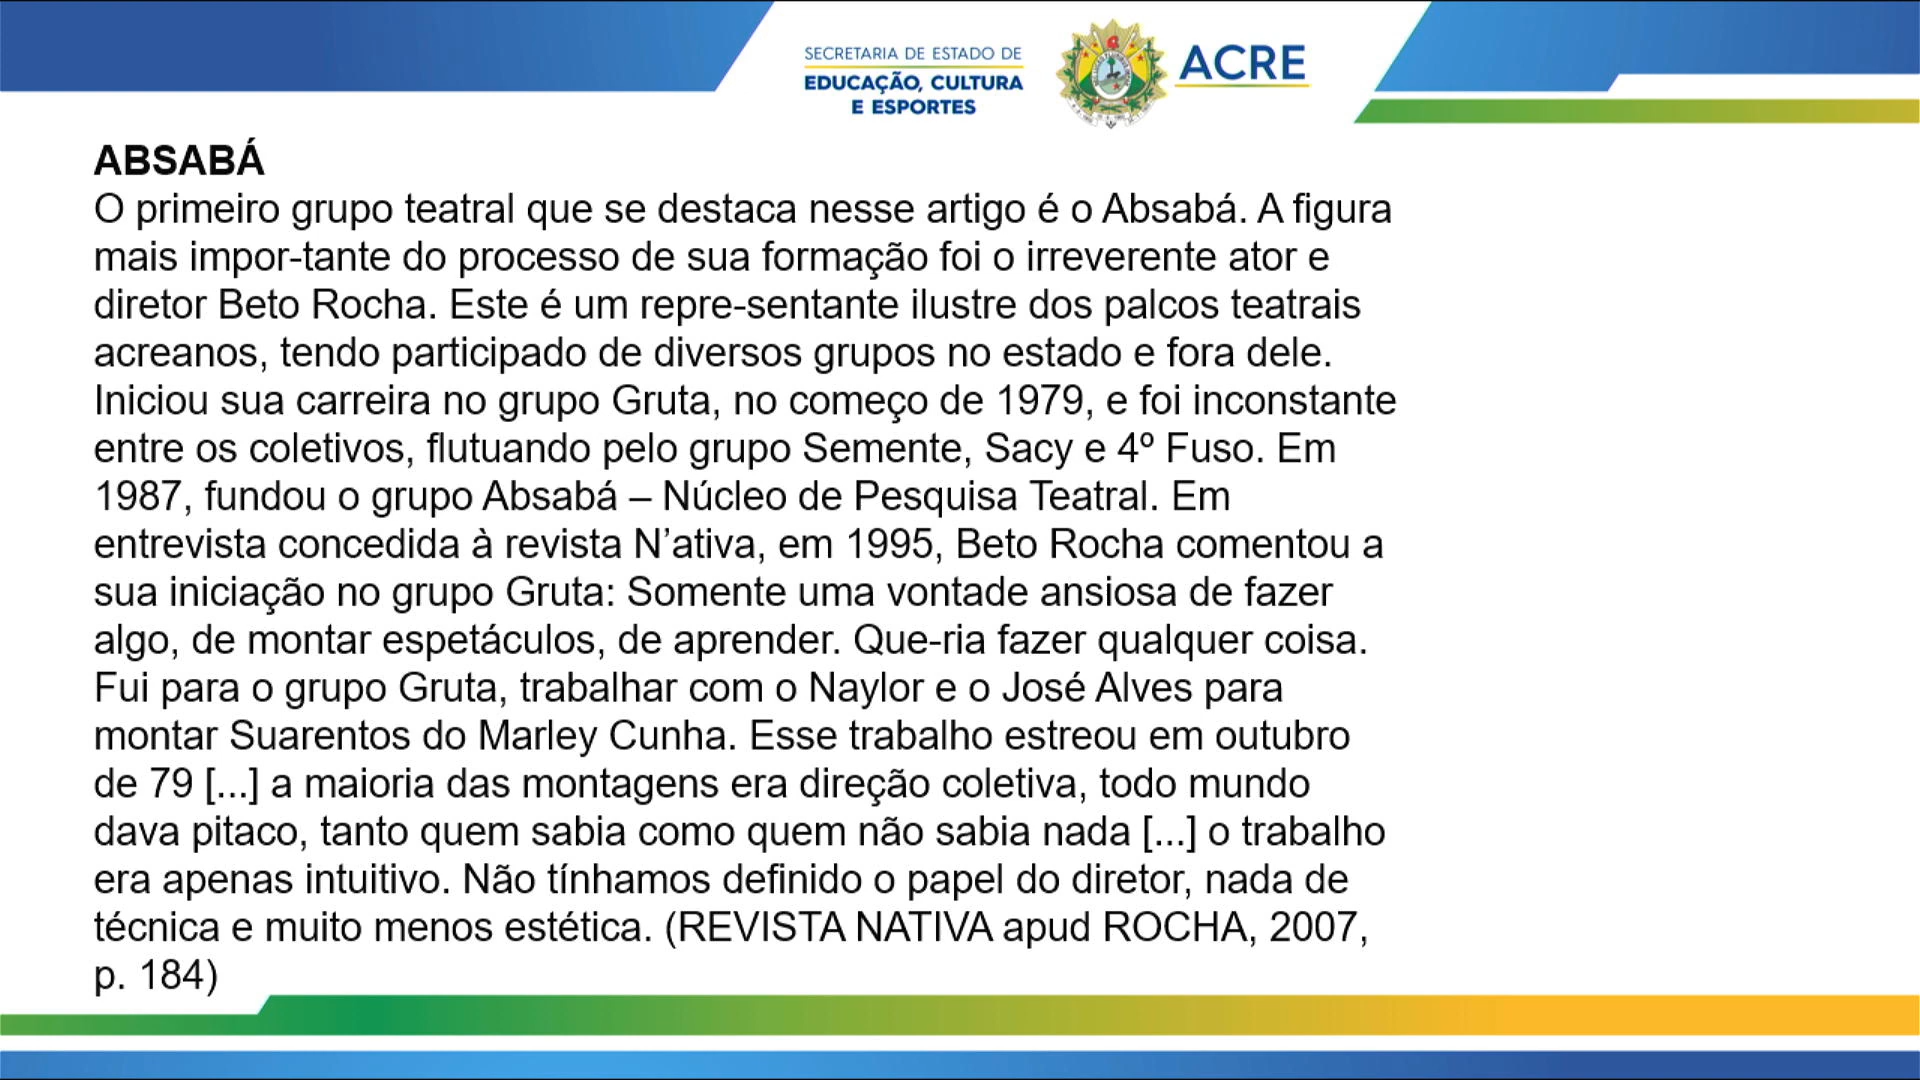 SECRETARIA DE ESTADO DE
EDUCAÇÃO, CULTURA
E ESPORTES
ACRE
ABSABÁ
O primeiro grupo teatral que se destaca nesse artigo é o Absabá. A figura
mais impor-tante do processo de sua formação foi o irreverente ator e
diretor Beto Rocha. Este é um repre-sentante ilustre dos palcos teatrais
acreanos, tendo participado de diversos grupos no estado e fora dele.
Iniciou sua carreira no grupo Gruta, no começo de 1979, e foi inconstante
entre os coletivos, flutuando pelo grupo Semente, Sacy e 4º Fuso. Em
1987, fundou o grupo Absabá – Núcleo de Pesquisa Teatral. Em
entrevista concedida à revista N’ativa, em 1995, Beto Rocha comentou a
sua iniciação no grupo Gruta: Somente uma vontade ansiosa de fazer
algo, de montar espetáculos, de aprender. Que-ria fazer qualquer coisa.
Fui para o grupo Gruta, trabalhar com o Naylor e o José Alves para
montar Suarentos do Marley Cunha. Esse trabalho estreou em outubro
de 79 [...] a maioria das montagens era direção coletiva, todo mundo
dava pitaco, tanto quem sabia como quem não sabia nada [...] o trabalho
era apenas intuitivo. Não tínhamos definido o papel do diretor, nada de
técnica e muito menos estética. (REVISTA NATIVA apud ROCHA, 2007,
p. 184)